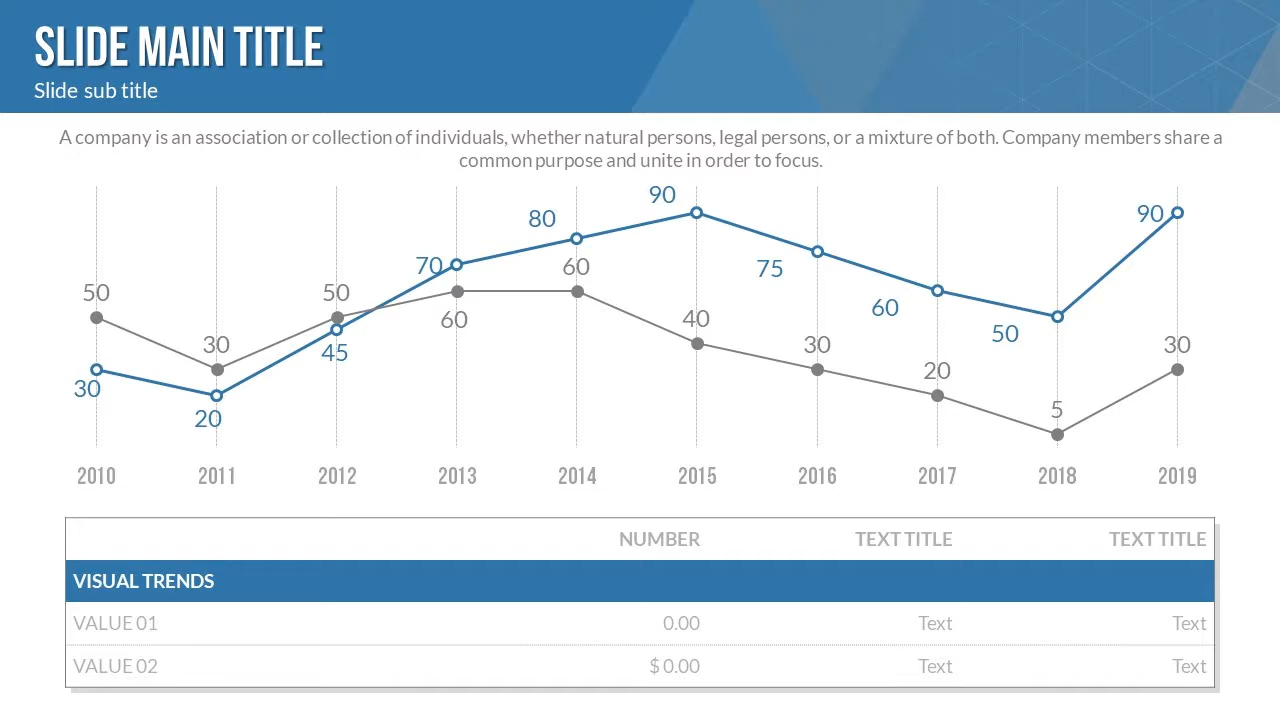 SLIDE MAIN TITLE
Slide sub title
A company is an association or collection of individuals, whether natural persons, legal persons, or a mixture of both. Company members share a
common purpose and unite in order to focus.
90
80
90
70
60
75
50
50
60
50
60
40
30
30
45
50
30
20
30
20
5
2010 2011 2012 2013 2014 2015 2016 2017 2018 2019
NUMBER TEXT TITLE TEXT TITLE
VISUAL TRENDS
VALUE 01 0.00 Text Text
VALUE 02 $ 0.00 Text Text